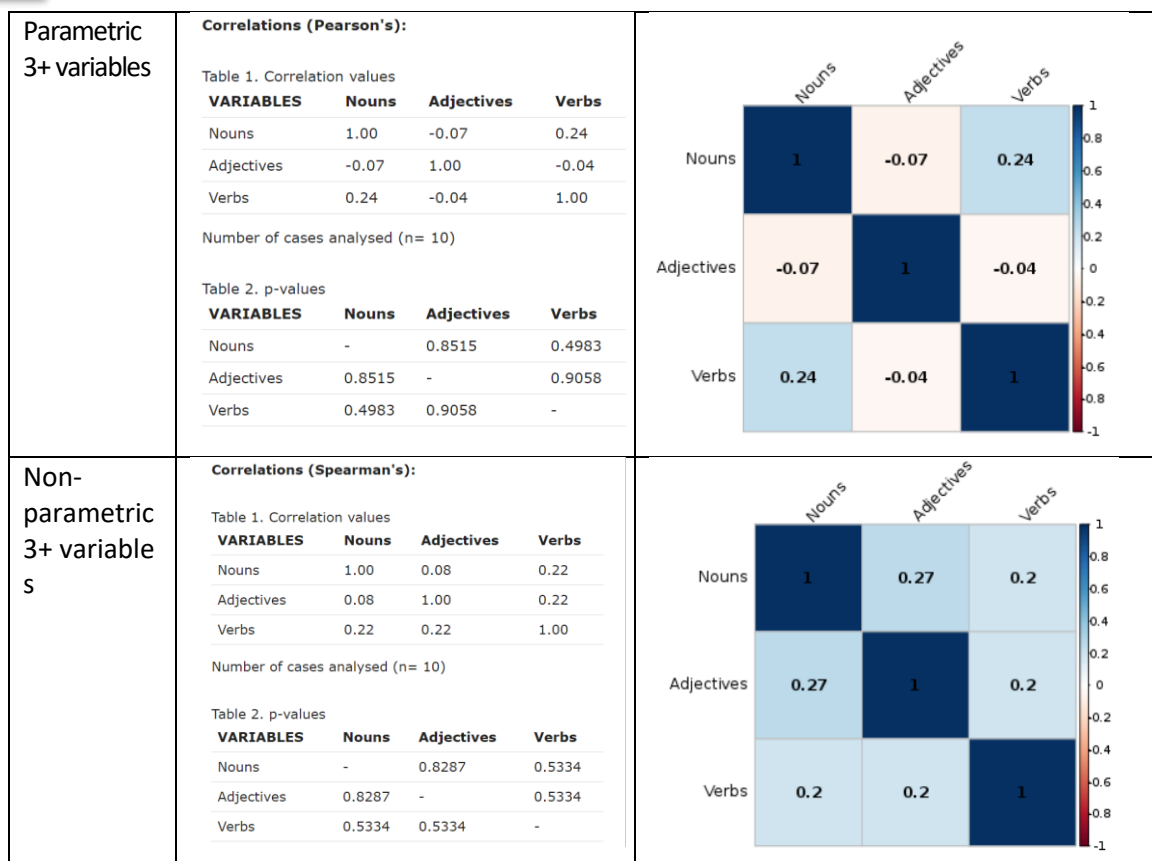 Parametric
3+ variables
Correlations (Pearson's):
Table 1. Correlation values
VARIABLES Nouns Adjectives Verbs
Nouns 1.00 -0.07 0.24
Adjectives -0.07 1.00 -0.04
Verbs 0.24 -0.04 1.00
Number of cases analysed (n= 10)
Table 2. p-values
VARIABLES Nouns Adjectives Verbs
Nouns - 0.8515 0.4983
Adjectives 0.8515 - 0.9058
Verbs 0.4983 0.9058 -
Nouns Adjectives Verbs
Nouns 1 -0.07 0.24
Adjectives -0.07 1 -0.04
Verbs 0.24 -0.04 1
1
0.8
0.6
0.4
0.2
0
-0.2
-0.4
-0.6
-0.8
-1
Non-
parametric
3+ variable
s
Correlations (Spearman's):
Table 1. Correlation values
VARIABLES Nouns Adjectives Verbs
Nouns 1.00 0.08 0.22
Adjectives 0.08 1.00 0.22
Verbs 0.22 0.22 1.00
Number of cases analysed (n= 10)
Table 2. p-values
VARIABLES Nouns Adjectives Verbs
Nouns - 0.8287 0.5334
Adjectives 0.8287 - 0.5334
Verbs 0.5334 0.5334 -
Nouns Adjectives Verbs
Nouns 1 0.27 0.2
Adjectives 0.27 1 0.2
Verbs 0.2 0.2 1
1
0.8
0.6
0.4
0.2
0
-0.2
-0.4
-0.6
-0.8
-1